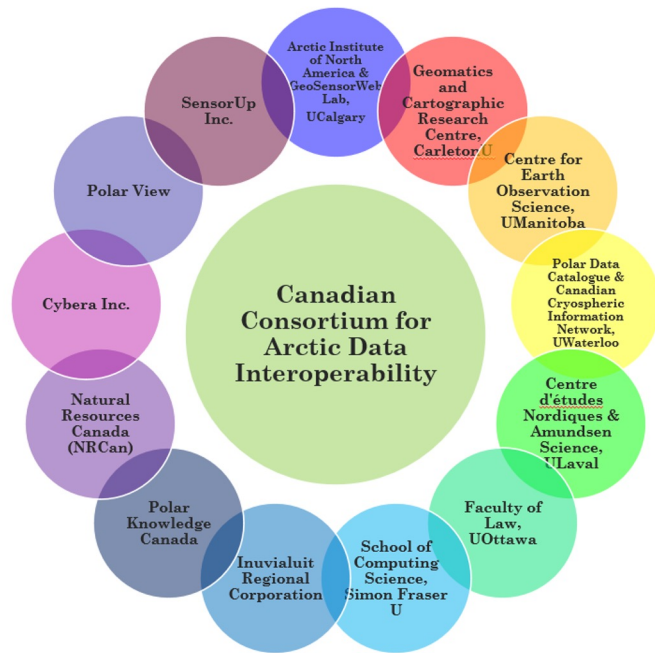 Arctic Institute
of North
America &
GeoSensorWeb
Lab,
UCalgary
Geomatics
and
Cartographic
Research
Centre,
CarletonU
Centre for
Earth
Observation
Science,
UManitoba
Polar Data
Catalogue &
Canadian
Cryospheric
Information
Network,
UWaterloo
Centre
d'études
Nordiques &
Amundsen
Science,
ULaval
Faculty of
Law,
UOttawa
School of
Computing
Science,
Simon Fraser
U
Inuvialuit
Regional
Corporation
Polar
Knowledge
Canada
Natural
Resources
Canada
(NRCan)
Cybera Inc.
Polar View
SensorUp
Inc.
Canadian
Consortium for
Arctic Data
Interoperability